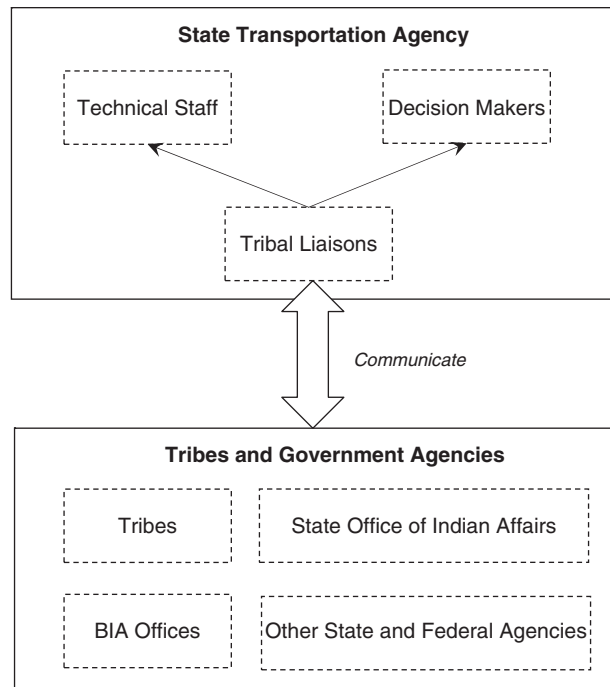 State Transportation Agency
Technical Staff
Decision Makers
Tribal Liaisons
Communicate
Tribes and Government Agencies
Tribes
State Office of Indian Affairs
BIA Offices
Other State and Federal Agencies